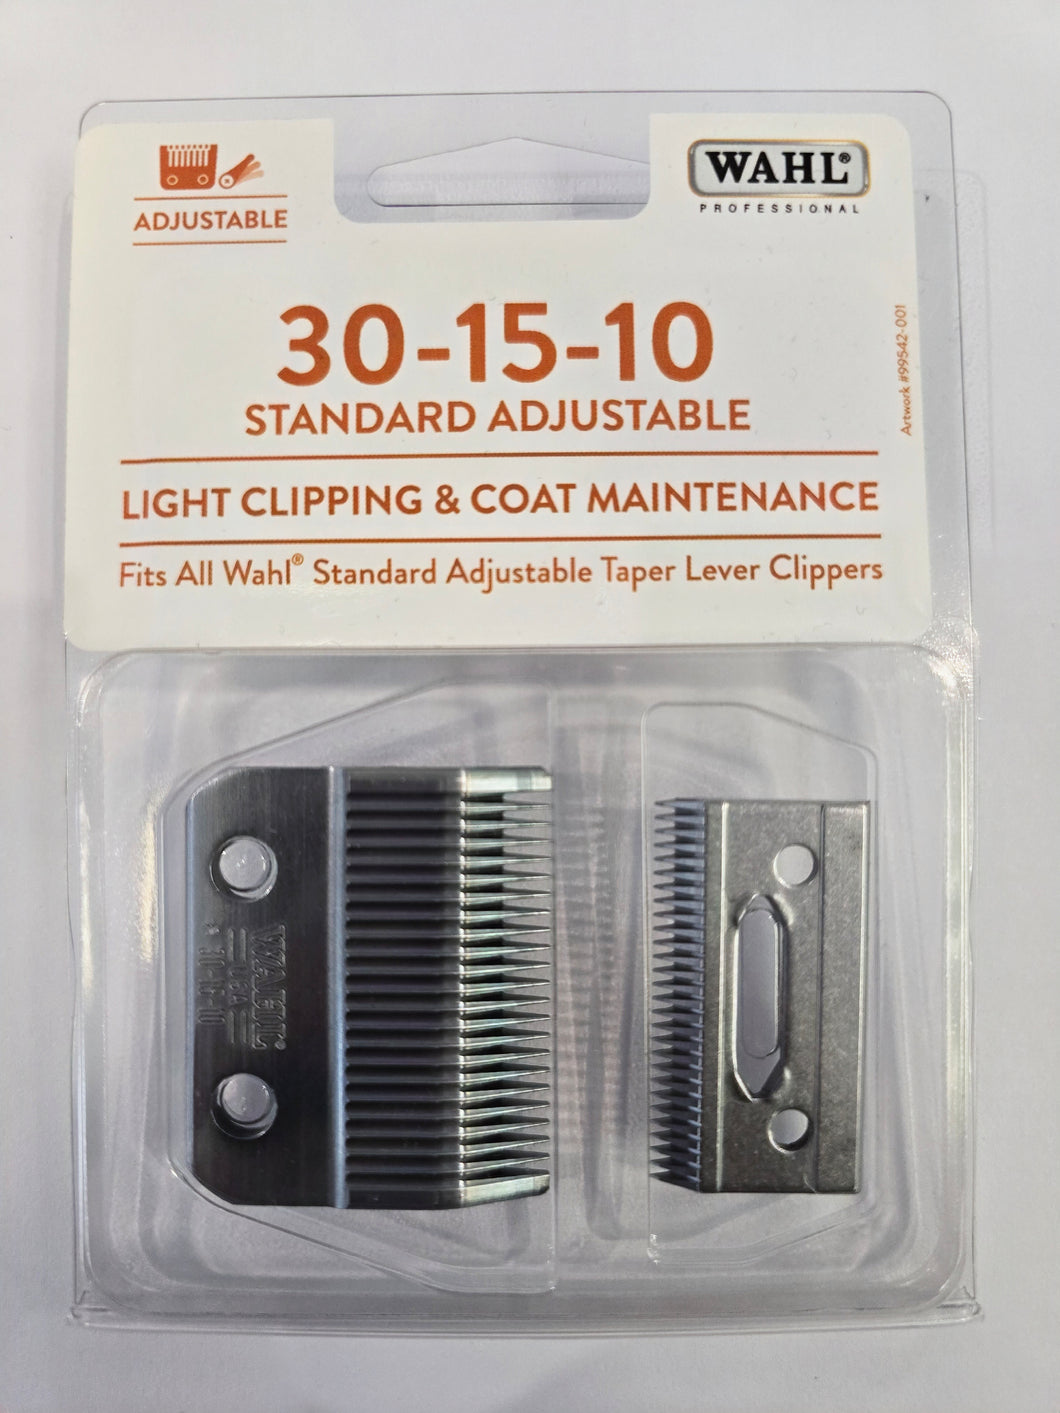 ADJUSTABLE
WAHL®
PROFESSIONAL
30-15-10
STANDARD ADJUSTABLE
LIGHT CLIPPING & COAT MAINTENANCE
Fits All Wahl® Standard Adjustable Taper Lever Clippers
Artwork #99542-001
WAHL®
USA
* 30-15-10